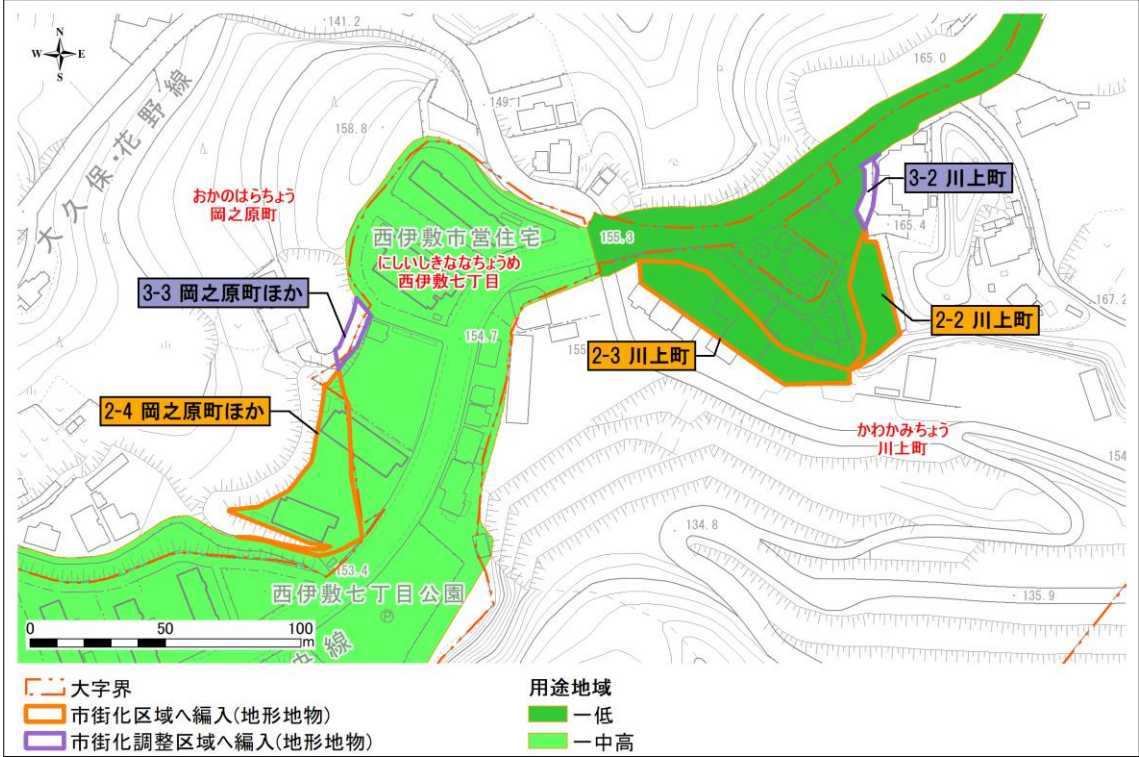 141.2
N
W E
S
165.0
149.1
158.8
大久保・花野線
3-2 川上町
おかのはらちょう
岡之原町
165.4
西伊敷市営住宅
155.3
にしいしきななちょうめ
西伊敷七丁目
3-3 岡之原町ほか
167.2
2-2 川上町
154.7
2-3 川上町
2-4 岡之原町ほか
かわかみちょう
川上町
134.8
153.4
西伊敷七丁目公園
135.9
P
0 50 100
m
大字界
市街化区域へ編入(地形地物)
市街化調整区域へ編入(地形地物)
用途地域
一低
一中高